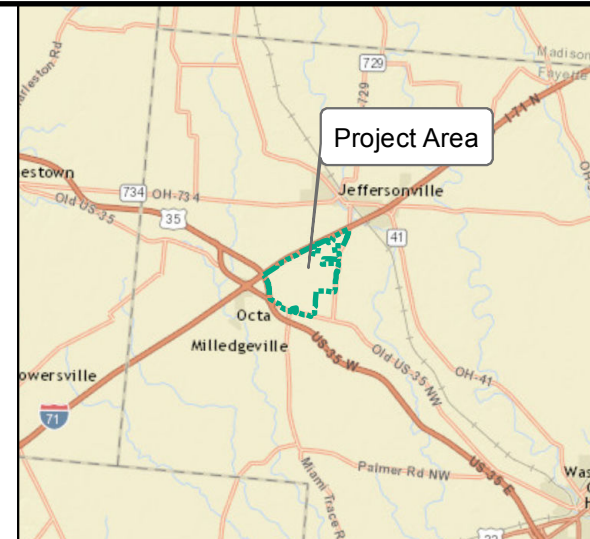 Madison
Fayette
729
729
I-71 N
arleston Rd
Project Area
estown
734
OH-734
Jeffersonville
Old US-35
35
41
Octa
Milledgeville
US-35 W
Old US-35 NW
OH-41
owersville
71
Palmer Rd NW
US-35-E
Was
Miami Trace R
22